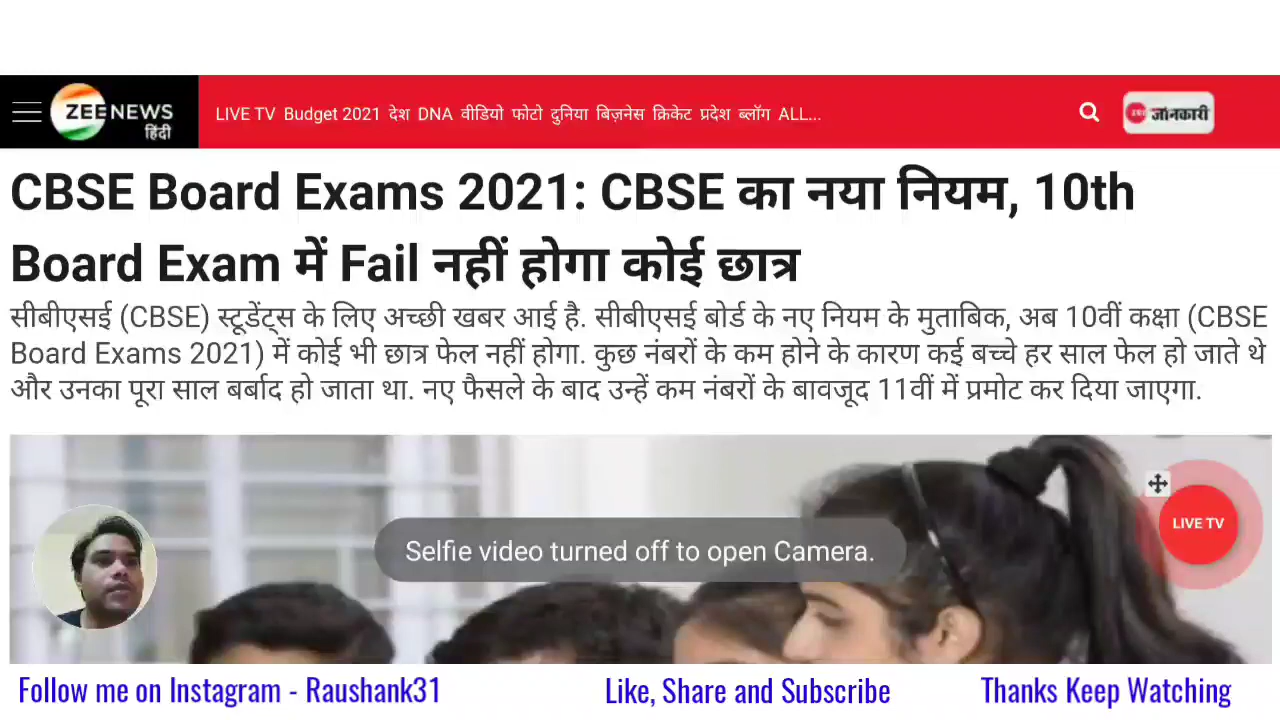 ZEE NEWS
हिंदी
LIVE TV Budget 2021 देश DNA वीडियो फोटो दुनिया बिज़नेस क्रिकेट प्रदेश ब्लॉग ALL...
जानकारी
CBSE Board Exams 2021: CBSE का नया नियम, 10th
Board Exam में Fail नहीं होगा कोई छात्र
सीबीएसई (CBSE) स्टूडेंट्स के लिए अच्छी खबर आई है. सीबीएसई बोर्ड के नए नियम के मुताबिक, अब 10वीं कक्षा (CBSE
Board Exams 2021) में कोई भी छात्र फेल नहीं होगा. कुछ नंबरों के कम होने के कारण कई बच्चे हर साल फेल हो जाते थे
और उनका पूरा साल बर्बाद हो जाता था. नए फैसले के बाद उन्हें कम नंबरों के बावजूद 11वीं में प्रमोट कर दिया जाएगा.
LIVE TV
Selfie video turned off to open Camera.
Follow me on Instagram - Raushank31
Like, Share and Subscribe
Thanks Keep Watching